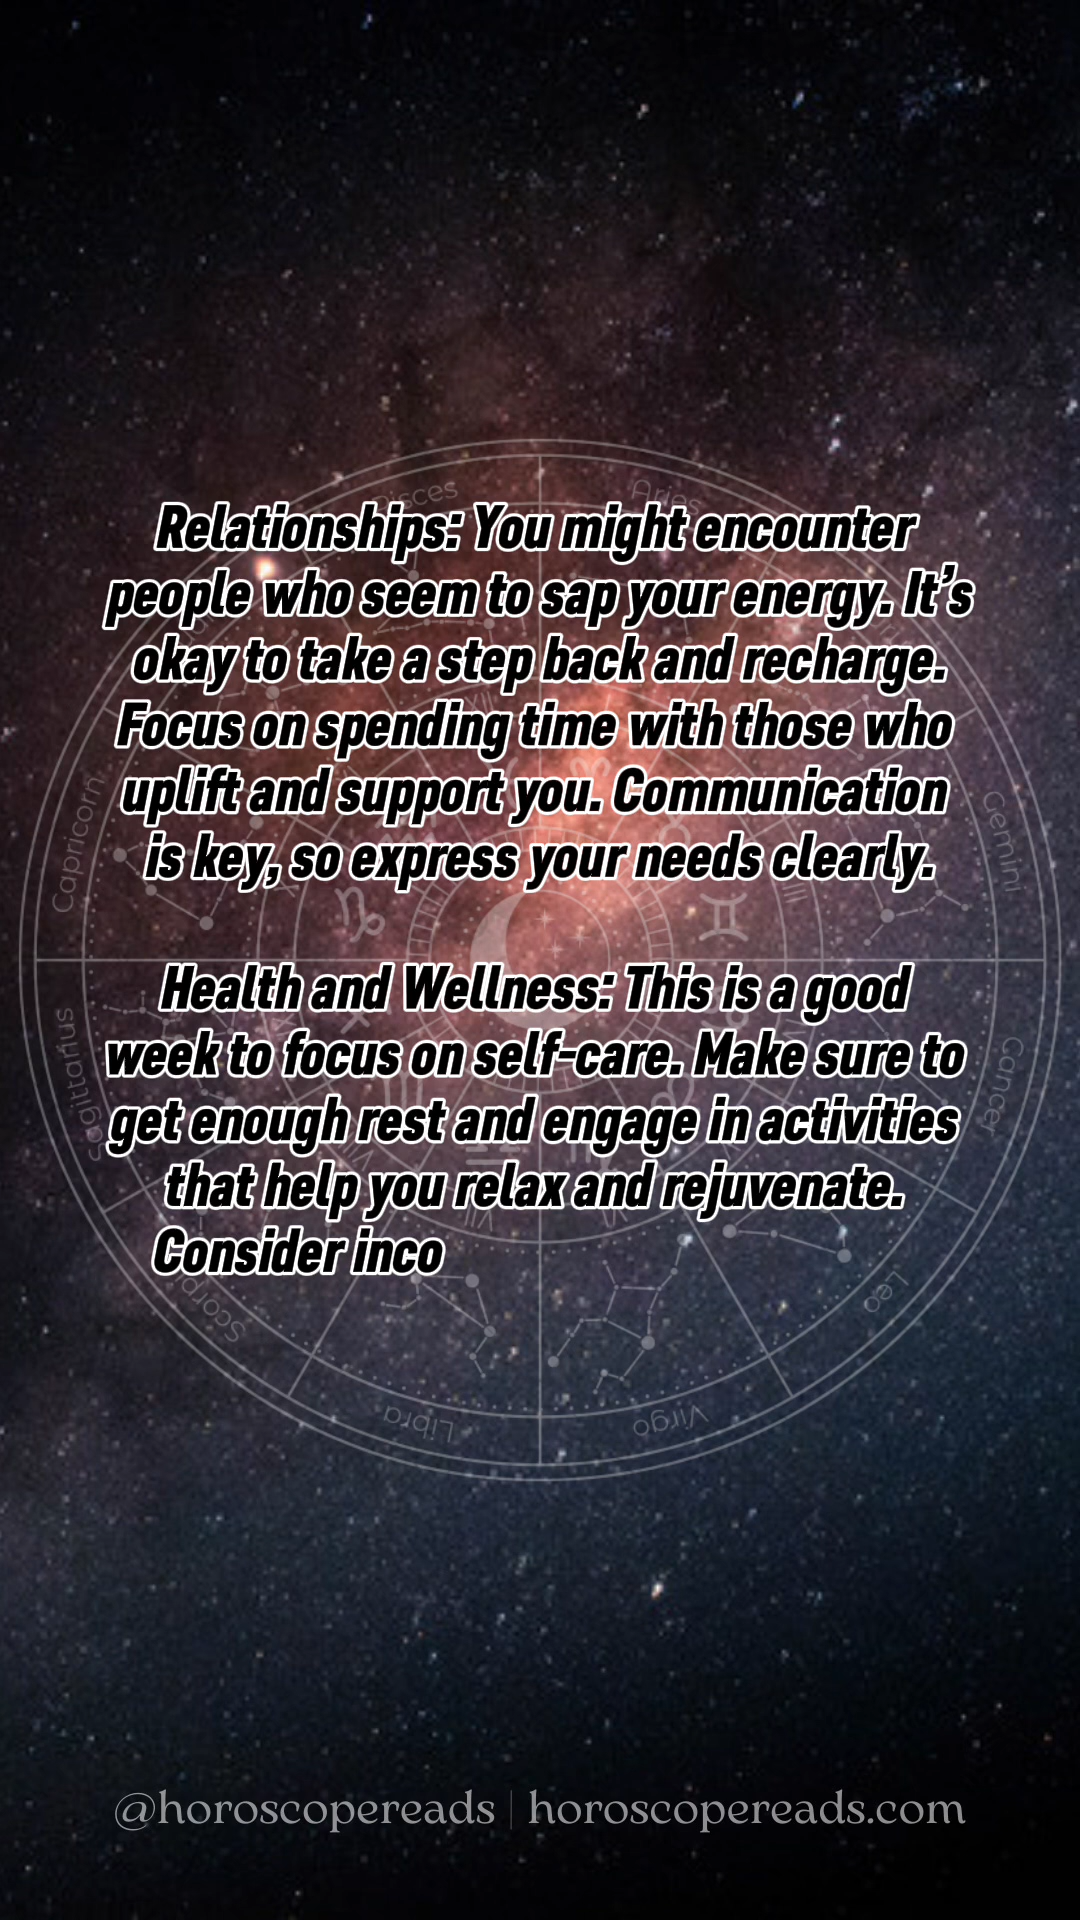 Pisces
Aries
Relationships: You might encounter
people who seem to sap your energy. It’s
okay to take a step back and recharge.
Focus on spending time with those who
uplift and support you. Communication
is key, so express your needs clearly.
Capricorn
Gemini
Health and Wellness: This is a good
week to focus on self-care. Make sure to
get enough rest and engage in activities
that help you relax and rejuvenate.
Consider inco
Sagittarius
Cancer
Leo
Libra
Virgo
@horoscopereads | horoscopereads.com